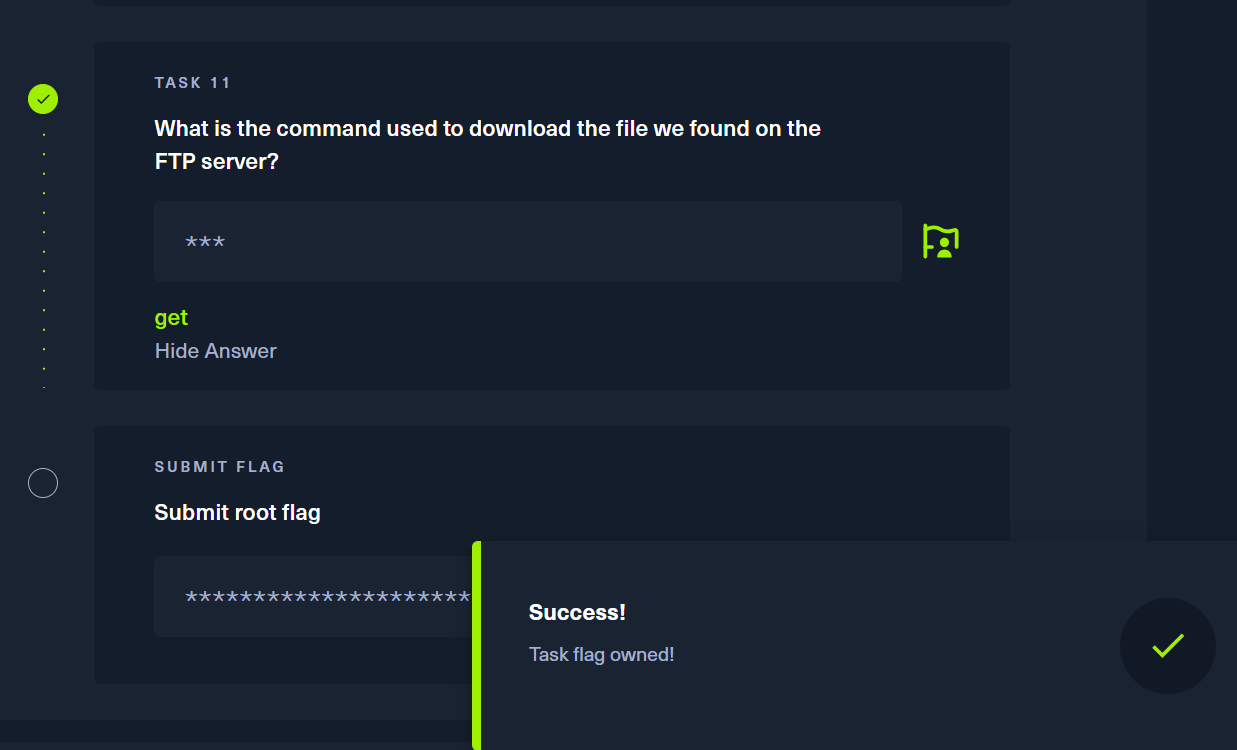 TASK 11
What is the command used to download the file we found on the
FTP server?
***
get
Hide Answer
SUBMIT FLAG
Submit root flag
*********************
Success!
Task flag owned!